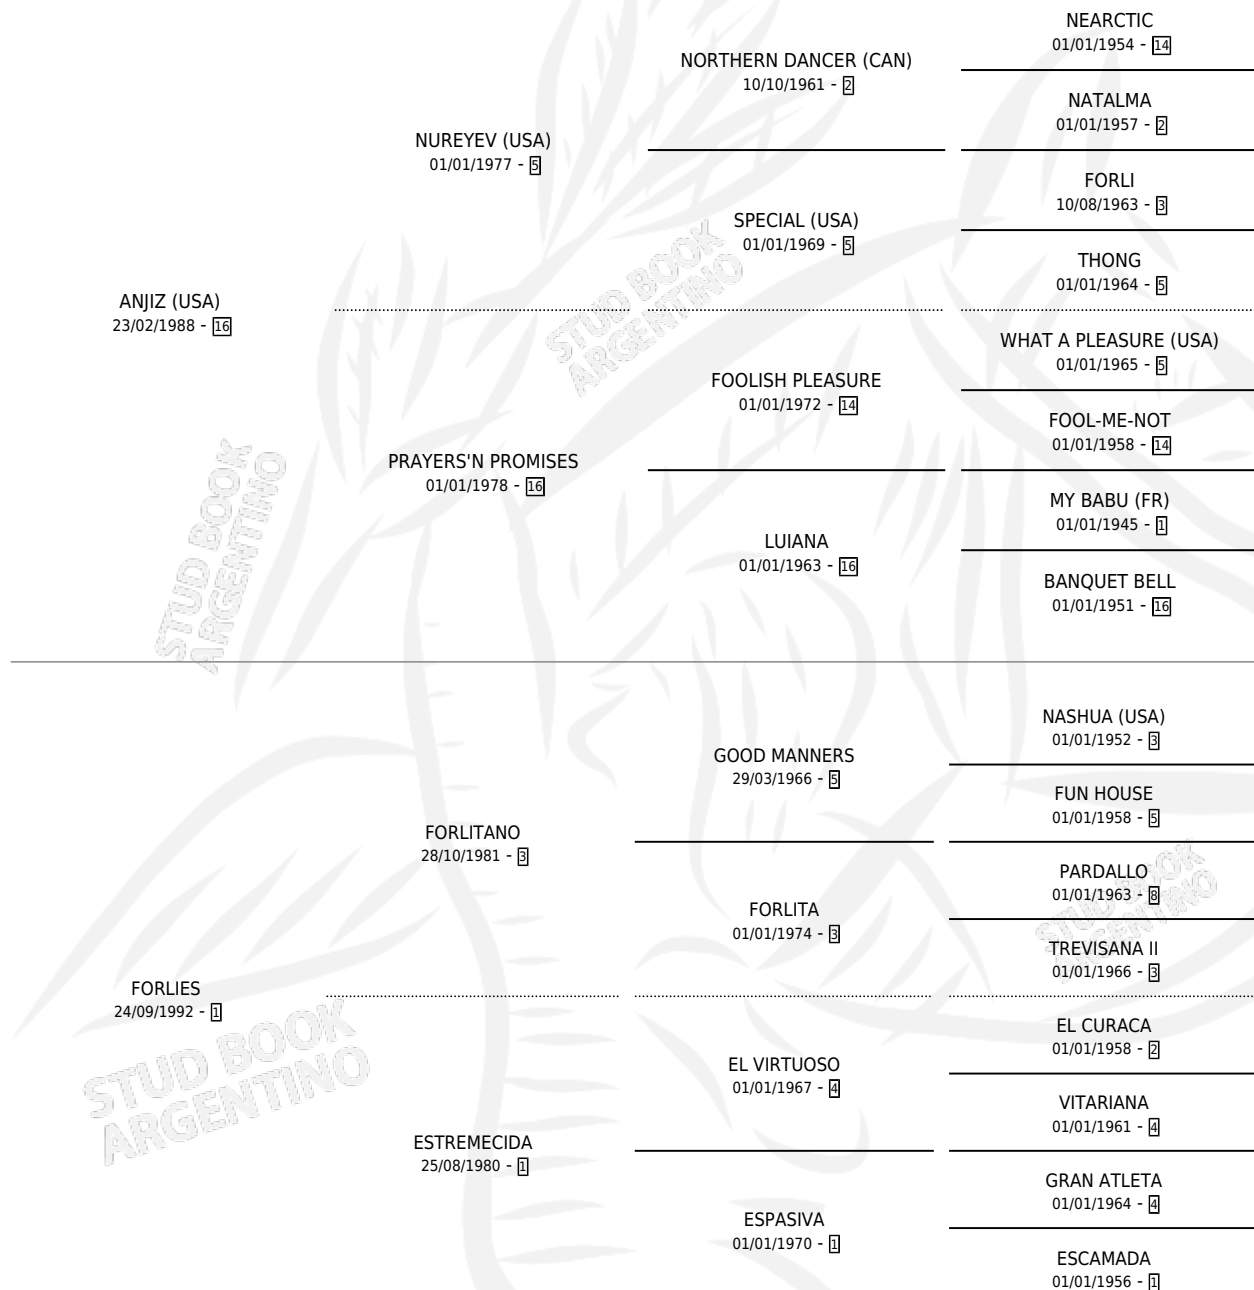 NEARCTIC
01/01/1954 - 14
NORTHERN DANCER (CAN)
10/10/1961 - 2
NATALMA
01/01/1957 - 2
NUREYEV (USA)
01/01/1977 - 5
FORLI
10/08/1963 - 3
SPECIAL (USA)
01/01/1969 - 5
THONG
01/01/1964 - 5
ANJIZ (USA)
23/02/1988 - 16
WHAT A PLEASURE (USA)
01/01/1965 - 5
FOOLISH PLEASURE
01/01/1972 - 14
FOOL-ME-NOT
01/01/1958 - 14
PRAYERS'N PROMISES
01/01/1978 - 16
MY BABU (FR)
01/01/1945 - 1
LUIANA
01/01/1963 - 16
BANQUET BELL
01/01/1951 - 16
NASHUA (USA)
01/01/1952 - 3
GOOD MANNERS
29/03/1966 - 5
FUN HOUSE
01/01/1958 - 5
FORLITANO
28/10/1981 - 3
PARDALLO
01/01/1963 - 8
FORLITA
01/01/1974 - 3
TREVISANA II
01/01/1966 - 3
FORLIES
24/09/1992 - 1
EL CURACA
01/01/1958 - 2
EL VIRTUOSO
01/01/1967 - 4
VITARIANA
01/01/1961 - 4
ESTREMECIDA
25/08/1980 - 1
GRAN ATLETA
01/01/1964 - 4
ESPASIVA
01/01/1970 - 1
ESCAMADA
01/01/1956 - 1
STUD BOOK
ARGENTINO
STUD BOOK
ARGENTINO
STUD BOOK
ARGENTINO
STUD BOOK
ARGENTINO